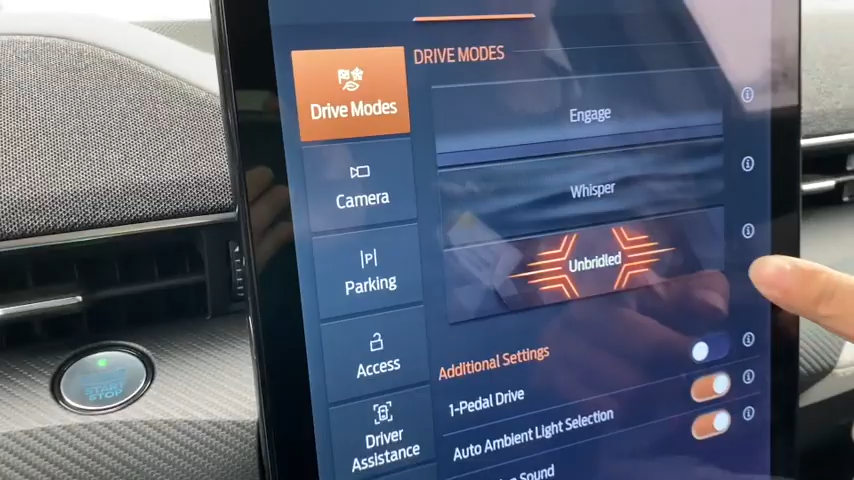 DRIVE MODES
Drive Modes
Engage
Camera
Whisper
Parking
Unbridled
Access
Additional Settings
1-Pedal Drive
Driver
Assistance
Auto Ambient Light Selection
Sound
START
STOP